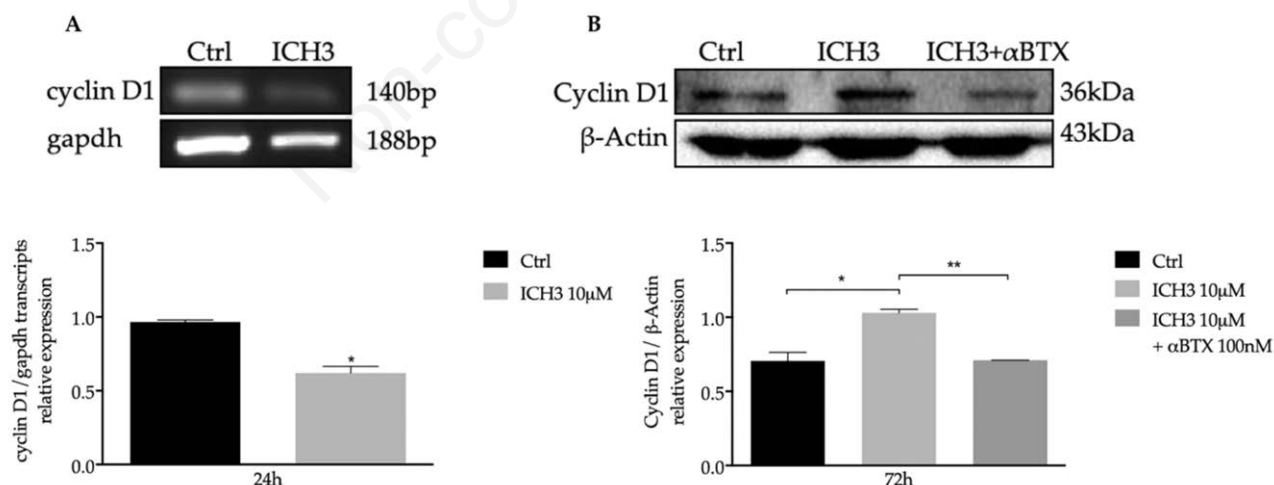 A
Ctrl ICH3
cyclin D1 140bp
gapdh 188bp
B
Ctrl ICH3 ICH3+αBTX
Cyclin D1 36kDa
β-Actin 43kDa
cyclin D1/gapdh transcripts
relative expression
1.5
1.0
0.5
0.0
*
24h
Ctrl
ICH3 10μM
Cyclin D1/ β-Actin
relative expression
1.5
1.0
0.5
0.0
*
**
72h
Ctrl
ICH3 10μM
ICH3 10μM
+ αBTX 100nM